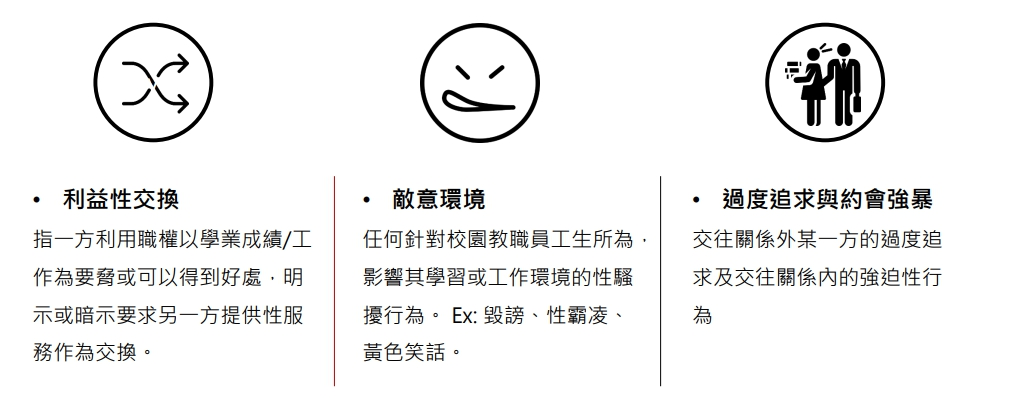 • 利益性交換
指一方利用職權以學業成績/工
作為要脅或可以得到好處，明
示或暗示要求另一方提供性服
務作為交換。
• 敵意環境
任何針對校園教職員工生所為，
影響其學習或工作環境的性騷
擾行為。 Ex: 毀謗、性霸凌、
黃色笑話。
• 過度追求與約會強暴
交往關係外某一方的過度追
求及交往關係內的強迫性行
為